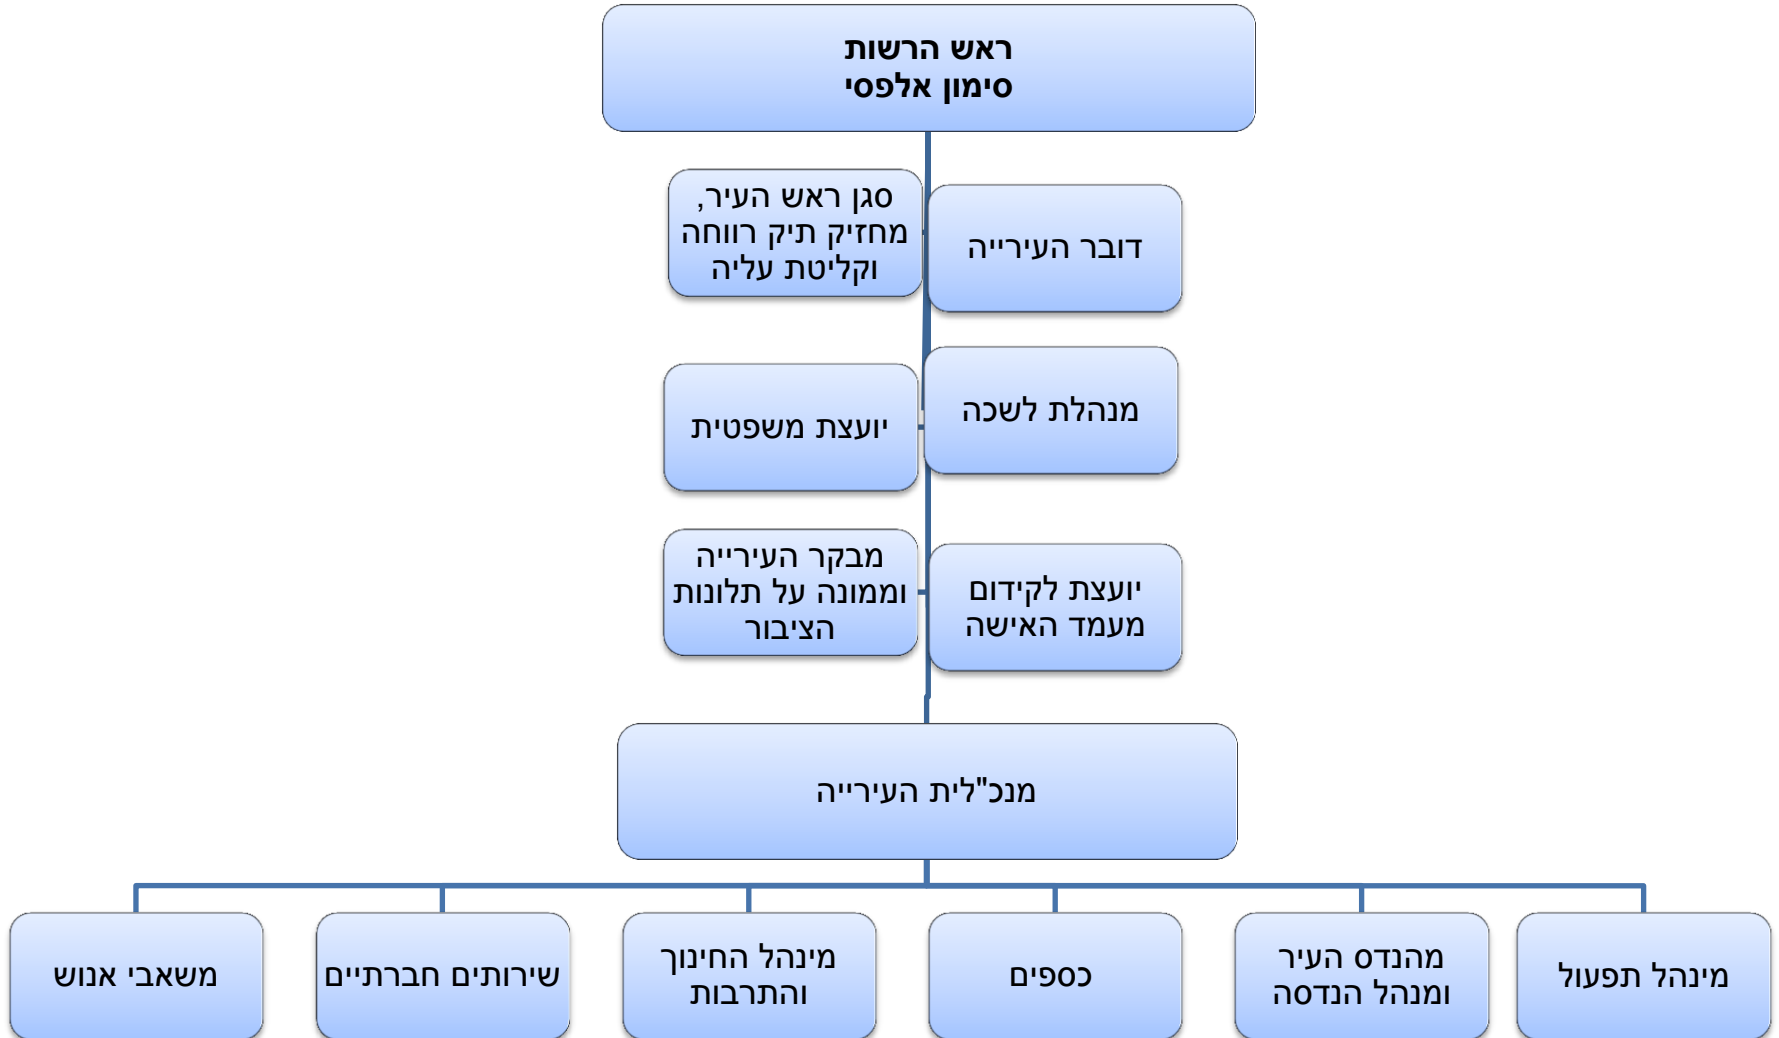 ראש הרשות
סימון אלפסי
דובר העירייה
סגן ראש העיר,
מחזיק תיק רווחה
וקליטת עליה
מנהלת לשכה
יועצת משפטית
יועצת לקידום
מעמד האישה
מבקר העירייה
וממונה על תלונות
הציבור
מנכ"לית העירייה
מינהל תפעול
מהנדס העיר
ומנהל הנדסה
כספים
מינהל החינוך
והתרבות
שירותים חברתיים
משאבי אנוש